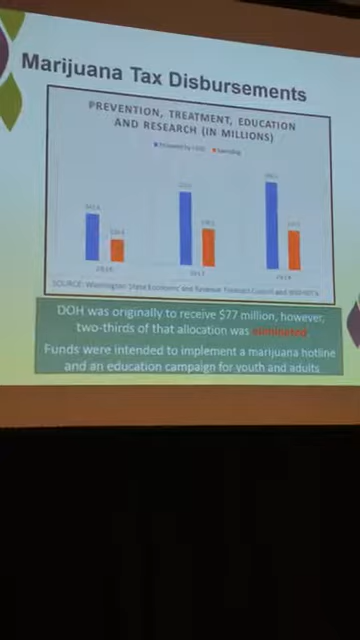 Marijuana Tax Disbursements
PREVENTION, TREATMENT, EDUCATION
AND RESEARCH (IN MILLIONS)
Spending
SOURCE: Washington State Economic and Revenue Forecast Council and
DOH was originally to receive $77 million, however,
two-thirds of that allocation was eliminated
Funds were intended to implement a marijuana hotline
and an education campaign for youth and adults